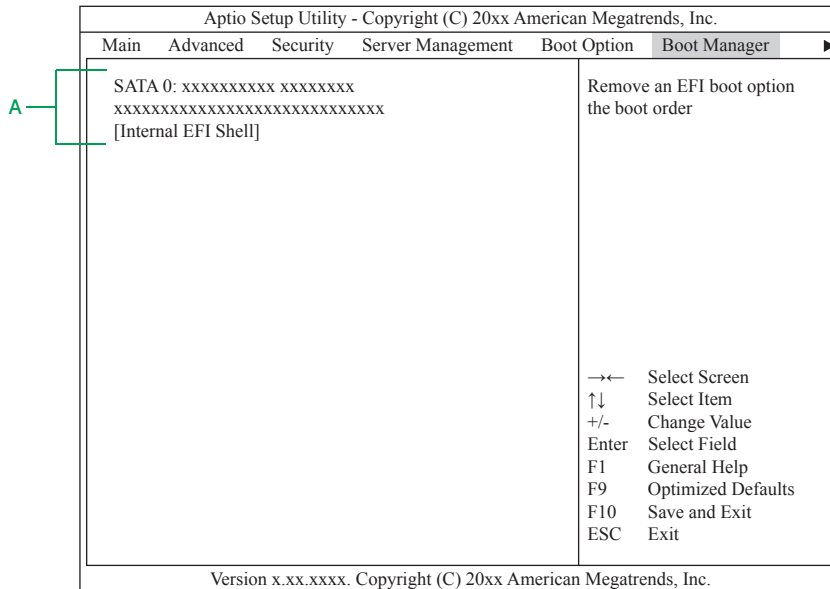 Aptio Setup Utility - Copyright (C) 20xx American Megatrends, Inc.
Main Advanced Security Server Management Boot Option Boot Manager ▶
A
SATA 0: xxxxxxxxxx xxxxxxxx
xxxxxxxxxxxxxxxxxxxxxxxxxxxxx
[Internal EFI Shell]
Remove an EFI boot option
the boot order
→← Select Screen
↑↓ Select Item
+/- Change Value
Enter Select Field
F1 General Help
F9 Optimized Defaults
F10 Save and Exit
ESC Exit
Version x.xx.xxxx. Copyright (C) 20xx American Megatrends, Inc.